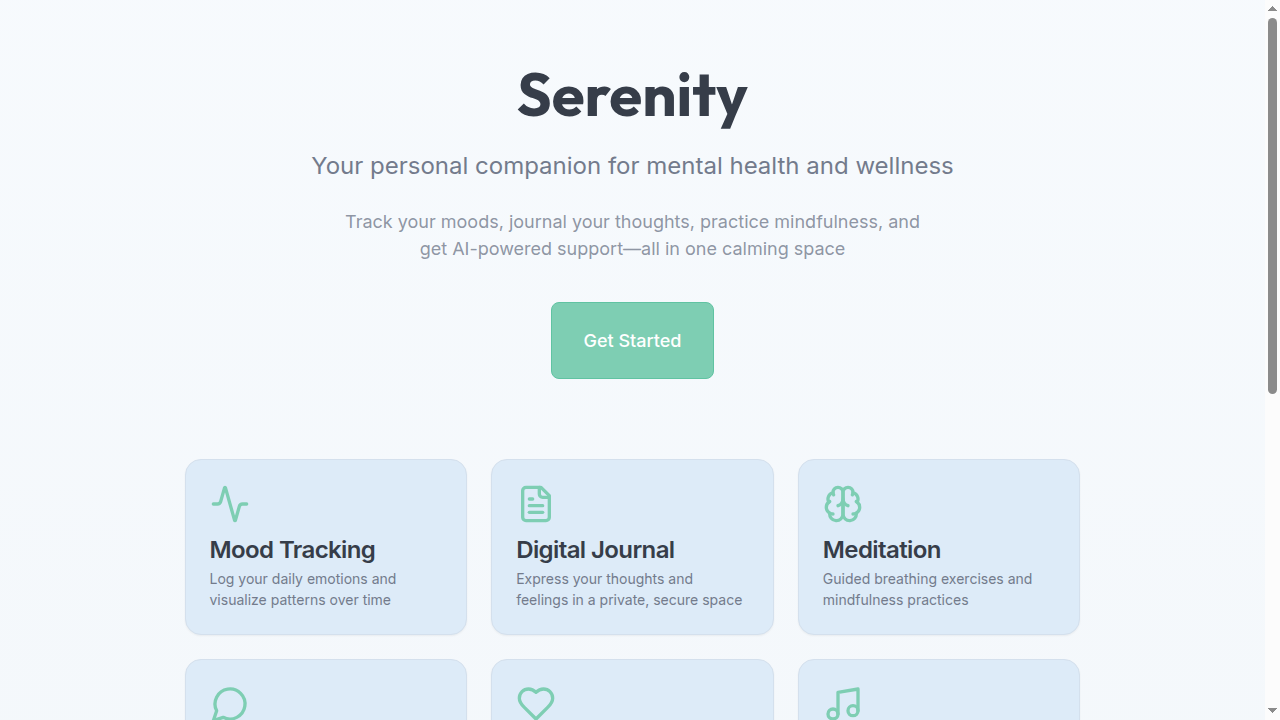 Serenity
Your personal companion for mental health and wellness
Track your moods, journal your thoughts, practice mindfulness, and
get AI-powered support—all in one calming space
Get Started
Mood Tracking
Log your daily emotions and
visualize patterns over time
Digital Journal
Express your thoughts and
feelings in a private, secure space
Meditation
Guided breathing exercises and
mindfulness practices